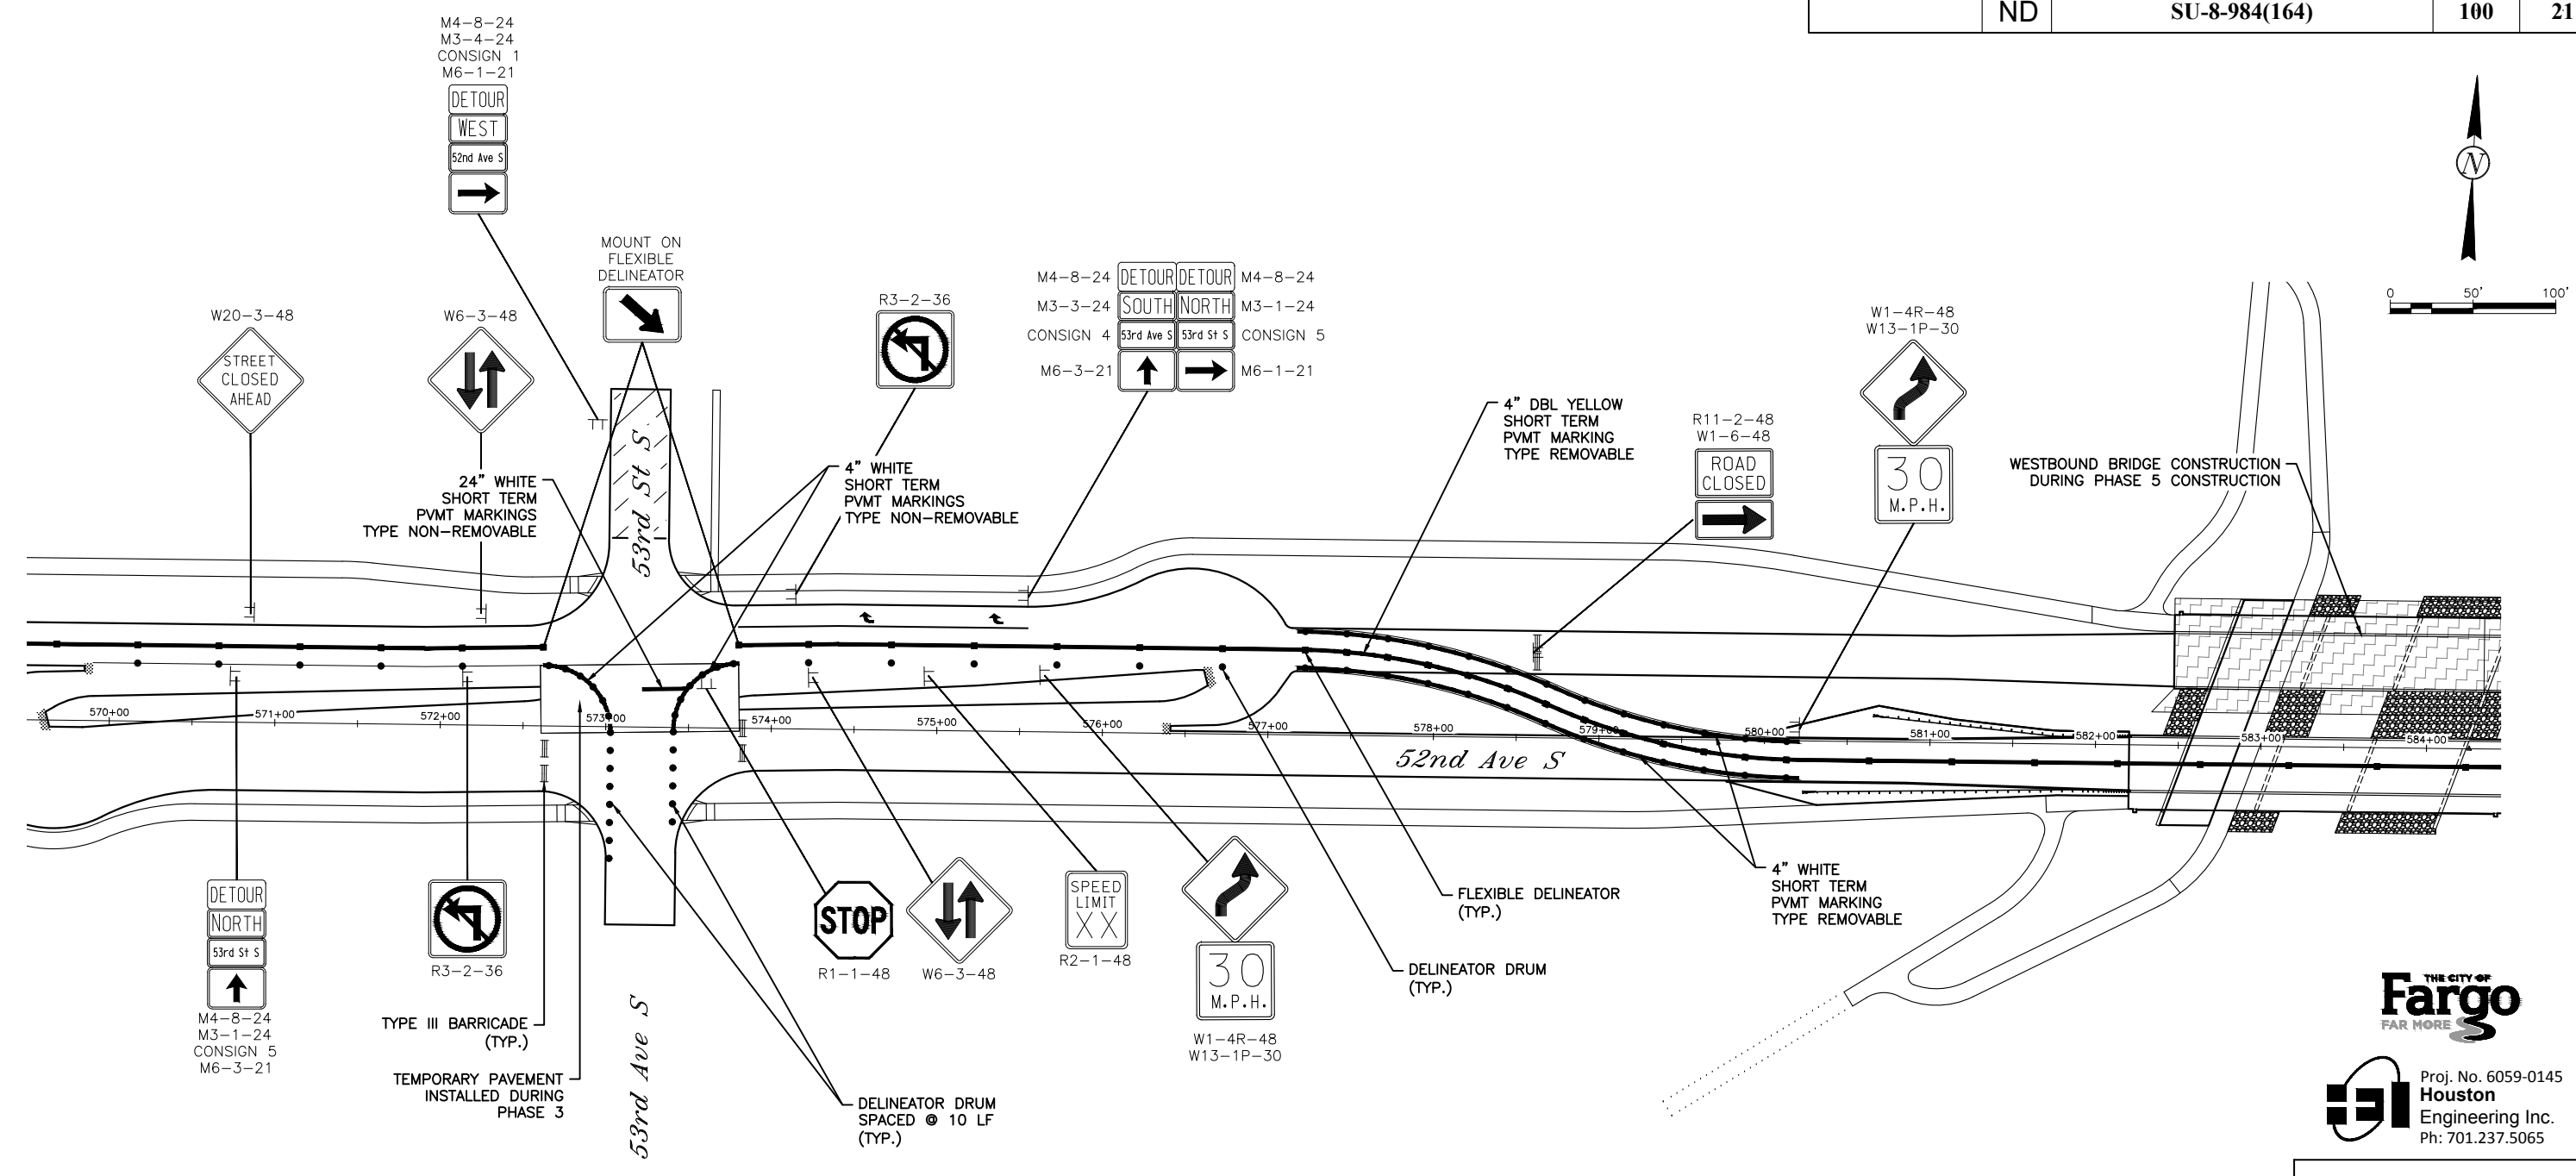 ND
SU-8-984(164)
100
21
M4-8-24
M3-4-24
CONSIGN 1
M6-1-21
DETOUR
WEST
52nd Ave S
MOUNT ON
FLEXIBLE
DELINEATOR
W20-3-48
STREET
CLOSED
AHEAD
W6-3-48
R3-2-36
M4-8-24
DETOUR
DETOUR
M4-8-24
M3-3-24
SOUTH
NORTH
M3-1-24
CONSIGN 4
53rd Ave S
53rd St S
CONSIGN 5
M6-3-21
M6-1-21
W1-4R-48
W13-1P-30
30
M.P.H.
N
0
50'
100'
4" DBL YELLOW
SHORT TERM
PVMT MARKING
TYPE REMOVABLE
R11-2-48
W1-6-48
ROAD
CLOSED
WESTBOUND BRIDGE CONSTRUCTION
DURING PHASE 5 CONSTRUCTION
24" WHITE
SHORT TERM
PVMT MARKINGS
TYPE NON-REMOVABLE
53rd St S
4" WHITE
SHORT TERM
PVMT MARKINGS
TYPE NON-REMOVABLE
570+00
571+00
572+00
573+00
574+00
575+00
576+00
577+00
578+00
579+00
580+00
581+00
582+00
583+00
584+00
52nd Ave S
DETOUR
NORTH
53rd St S
M4-8-24
M3-1-24
CONSIGN 5
M6-3-21
R3-2-36
TYPE III BARRICADE
(TYP.)
TEMPORARY PAVEMENT
INSTALLED DURING
PHASE 3
53rd Ave S
STOP
R1-1-48
W6-3-48
SPEED
LIMIT
XX
R2-1-48
30
M.P.H.
W1-4R-48
W13-1P-30
FLEXIBLE DELINEATOR
(TYP.)
DELINEATOR DRUM
(TYP.)
4" WHITE
SHORT TERM
PVMT MARKING
TYPE REMOVABLE
DELINEATOR DRUM
SPACED @ 10 LF
(TYP.)
THE CITY OF
Fargo
FAR MORE
Proj. No. 6059-0145
Houston
Engineering Inc.
Ph: 701.237.5065